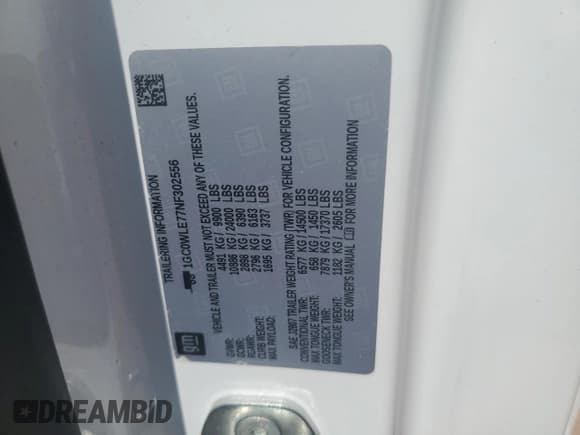 gm
TRAILERING INFORMATION
1GC0WLE77NF302556
VEHICLE AND TRAILER MUST NOT EXCEED ANY OF THESE VALUES.
GVWR: 4491 KG / 9900 LBS
GCWR: 10886 KG / 24000 LBS
RGAWR: 2898 KG / 6390 LBS
CURB WEIGHT: 2796 KG / 6163 LBS
MAX PAYLOAD: 1695 KG / 3737 LBS
SAE J2807 TRAILER WEIGHT RATING (TWR) FOR VEHICLE CONFIGURATION.
CONVENTIONAL TWR: 6577 KG / 14500 LBS
MAX TONGUE WEIGHT: 658 KG / 1450 LBS
GOOSENECK TWR: 7879 KG / 17370 LBS
MAX TONGUE WEIGHT: 1182 KG / 2605 LBS
SEE OWNER'S MANUAL FOR MORE INFORMATION
DREAMBID